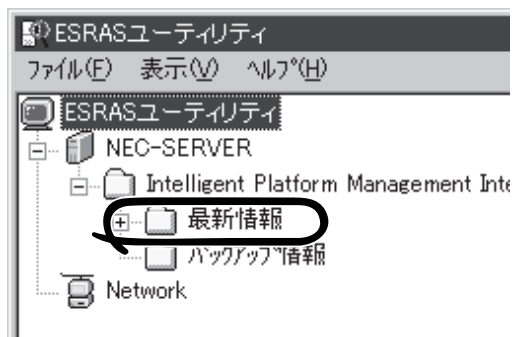 ESRASユーティリティ
ファイル(F) 表示(V) ヘルプ(H)
ESRASユーティリティ
NEC-SERVER
Intelligent Platform Management Inte
最新情報
バックアップ情報
Network